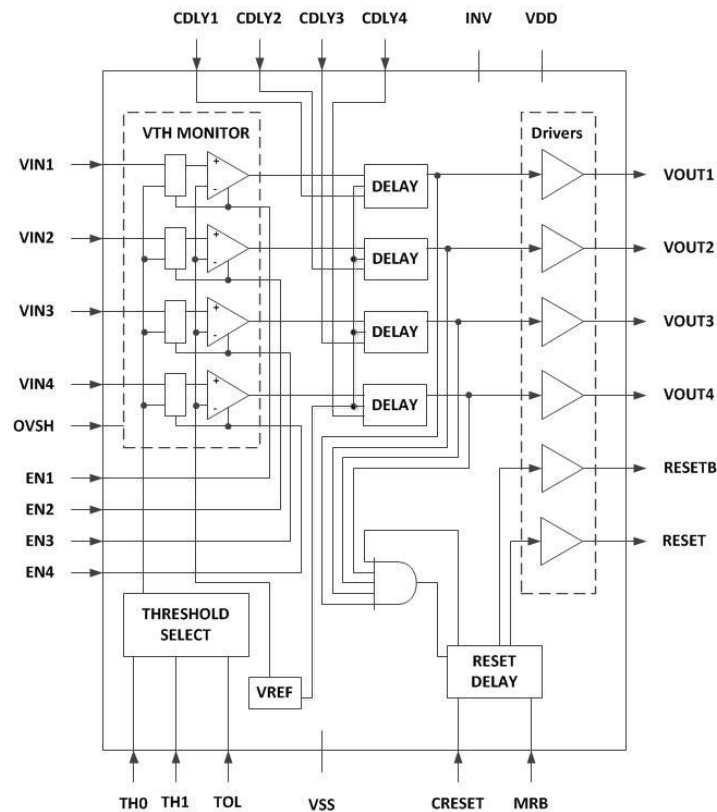 CDLY1 CDLY2 CDLY3 CDLY4 INV VDD
VTH MONITOR
Drivers
VIN1
+
-
DELAY
VOUT1
VIN2
+
-
DELAY
VOUT2
VIN3
+
-
DELAY
VOUT3
VIN4
+
-
DELAY
VOUT4
OVSH
EN1
RESETB
EN2
EN3
RESET
EN4
THRESHOLD
SELECT
VREF
RESET
DELAY
TH0 TH1 TOL VSS CRESET MRB